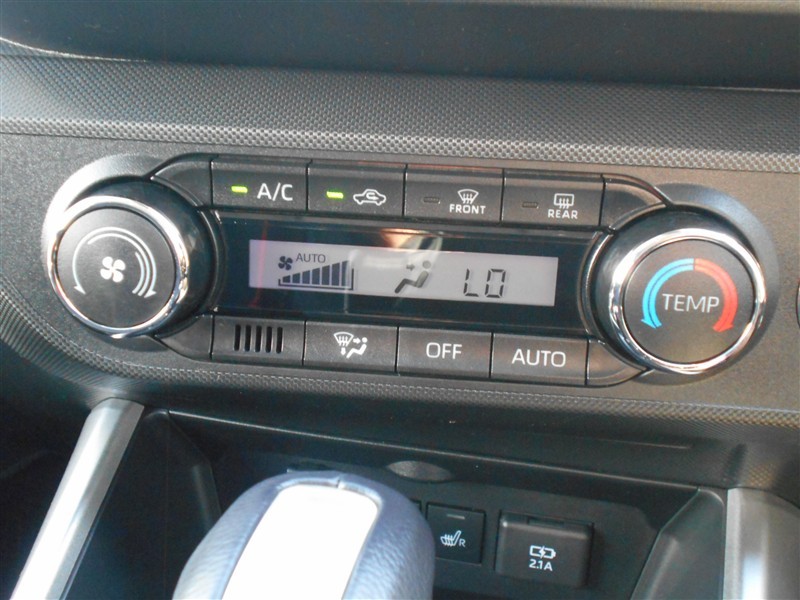 A/C
FRONT
REAR
AUTO
LO
TEMP
OFF
AUTO
R
2.1A